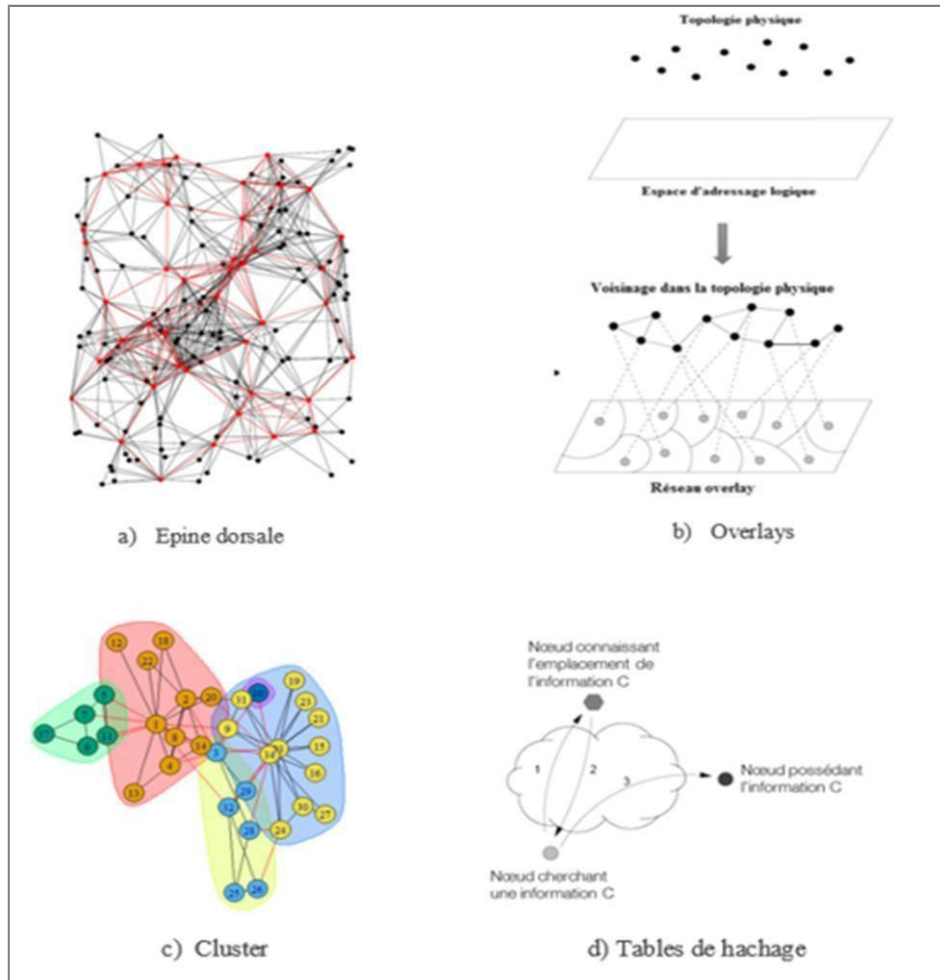 Topologie physique
Espace d'adressage logique
Voisinage dans la topologie physique
Réseau overlay
a) Epine dorsale
b) Overlays
12
18
22
2
20
31
19
23
21
7
17
11
1
8
9
14
4
3
15
16
13
29
32
28
24
30
27
25
26
c) Cluster
Nœud connaissant
l'emplacement de
l'information C
1
2
3
Nœud possédant
l'information C
Nœud cherchant
une information C
d) Tables de hachage